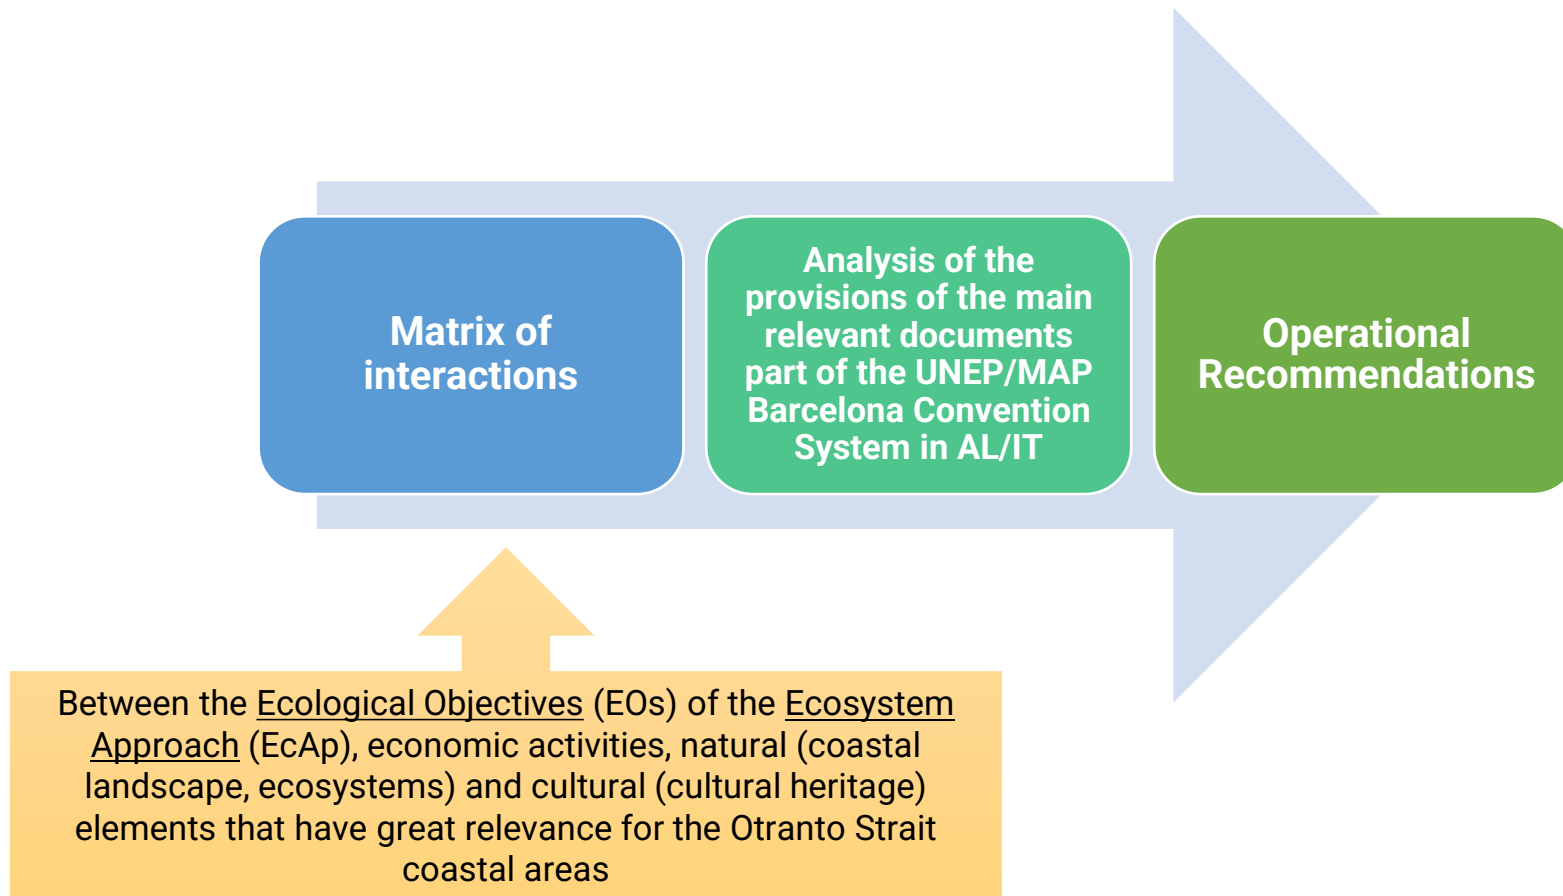 Matrix of
interactions
Analysis of the
provisions of the main
relevant documents
part of the UNEP/MAP
Barcelona Convention
System in AL/IT
Operational
Recommendations
Between the Ecological Objectives (EOs) of the Ecosystem
Approach (EcAp), economic activities, natural (coastal
landscape, ecosystems) and cultural (cultural heritage)
elements that have great relevance for the Otranto Strait
coastal areas